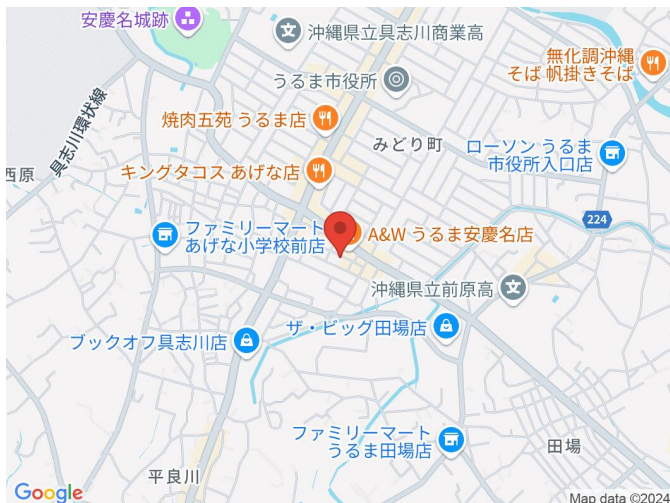 安慶名城跡
沖縄県立具志川商業高
無化調沖縄
そば 帆掛きそば
うるま市役所
具志川環状線
焼肉五苑 うるま店
みどり町
ローソン うるま
市役所入口店
西原
キングタコス あげな店
224
ファミリーマート
あげな小学校前店
A&W うるま安慶名店
沖縄県立前原高
ザ・ビッグ田場店
ブックオフ具志川店
ファミリーマート
うるま田場店
田場
平良川
Google
Map data ©2024